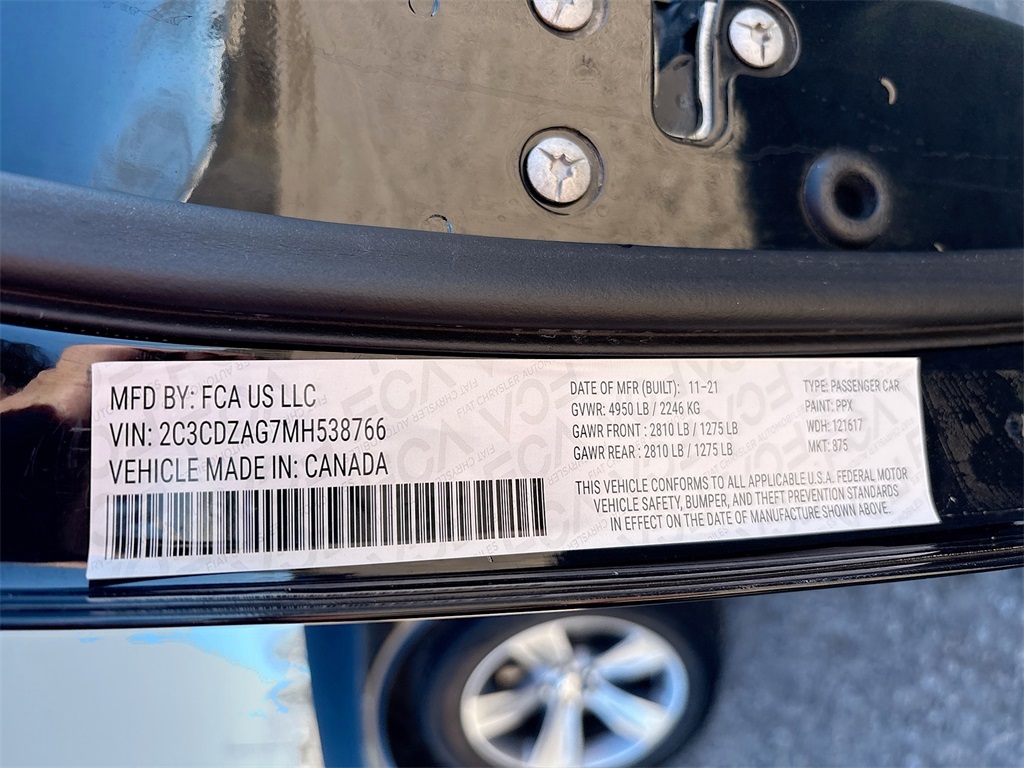 MFD BY: FCA US LLC
VIN: 2C3CDZAG7MH538766
VEHICLE MADE IN: CANADA
DATE OF MFR (BUILT): 11-21
GVWR: 4950 LB / 2246 KG
GAWR FRONT : 2810 LB / 1275 LB
GAWR REAR : 2810 LB / 1275 LB
TYPE: PASSENGER CAR
PAINT: PPX
WDH: 121617
MKT: 875
THIS VEHICLE CONFORMS TO ALL APPLICABLE U.S.A. FEDERAL MOTOR
VEHICLE SAFETY, BUMPER, AND THEFT PREVENTION STANDARDS
IN EFFECT ON THE DATE OF MANUFACTURE SHOWN ABOVE.